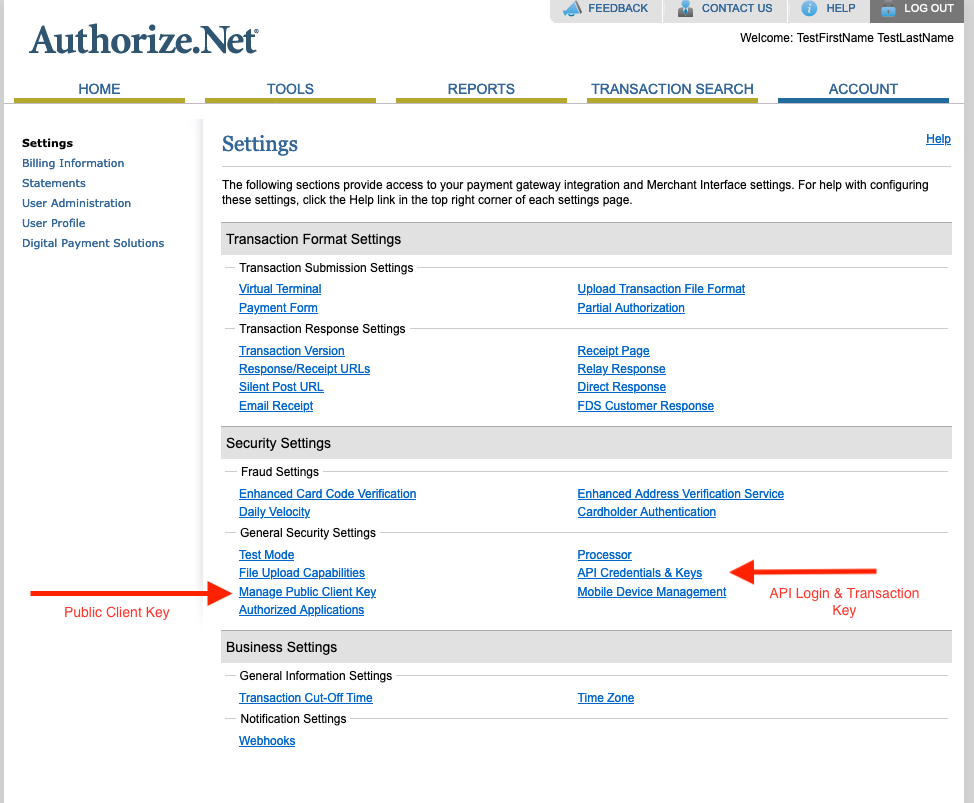 FEEDBACK CONTACT US HELP LOG OUT
Authorize.Net
Welcome: TestFirstName TestLastName
HOME TOOLS REPORTS TRANSACTION SEARCH ACCOUNT
Settings
Billing Information
Statements
User Administration
User Profile
Digital Payment Solutions
Settings
Help
The following sections provide access to your payment gateway integration and Merchant Interface settings. For help with configuring
these settings, click the Help link in the top right corner of each settings page.
Transaction Format Settings
Transaction Submission Settings
Virtual Terminal Upload Transaction File Format
Payment Form Partial Authorization
Transaction Response Settings
Transaction Version Receipt Page
Response/Receipt URLs Relay Response
Silent Post URL Direct Response
Email Receipt FDS Customer Response
Security Settings
Fraud Settings
Enhanced Card Code Verification Enhanced Address Verification Service
Daily Velocity Cardholder Authentication
General Security Settings
Test Mode Processor
File Upload Capabilities API Credentials & Keys
Manage Public Client Key Mobile Device Management
Authorized Applications
Public Client Key
API Login & Transaction
Key
Business Settings
General Information Settings
Transaction Cut-Off Time Time Zone
Notification Settings
Webhooks